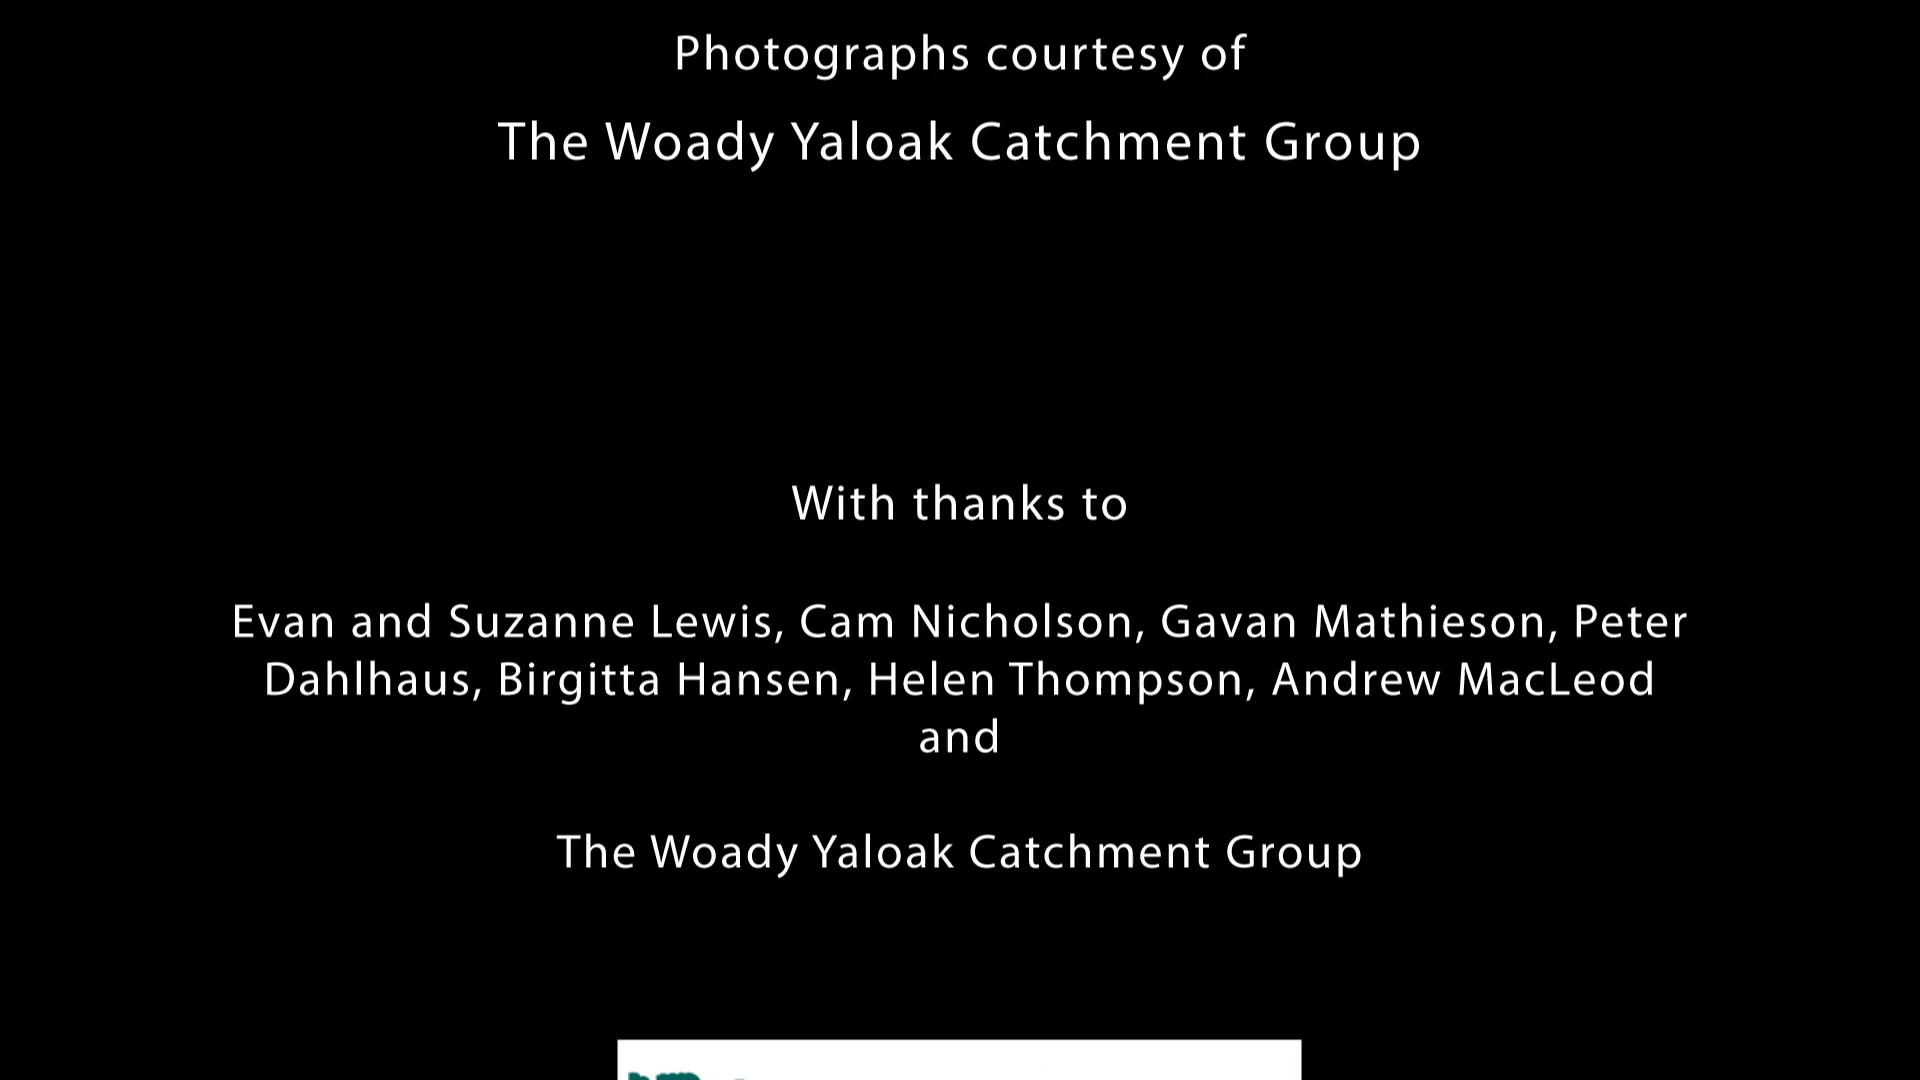 Photographs courtesy of
The Woady Yaloak Catchment Group
With thanks to
Evan and Suzanne Lewis, Cam Nicholson, Gavan Mathieson, Peter
Dahlhaus, Birgitta Hansen, Helen Thompson, Andrew MacLeod
and
The Woady Yaloak Catchment Group